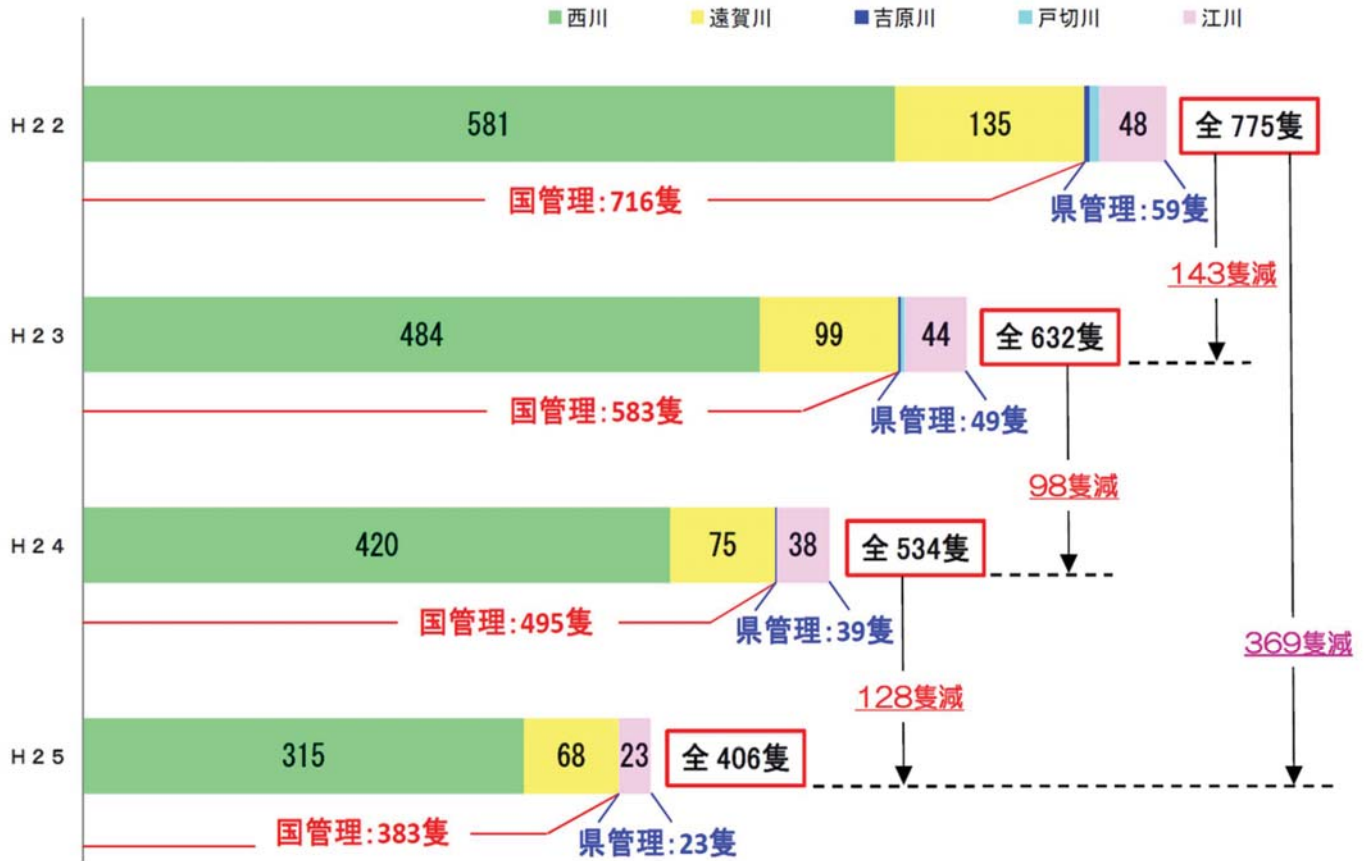 西川 遠賀川 吉原川 戸切川 江川
H22 581 135 48 全 775隻
国管理:716隻 県管理:59隻
143隻減
H23 484 99 44 全 632隻
国管理:583隻 県管理:49隻
98隻減
H24 420 75 38 全 534隻
国管理:495隻 県管理:39隻
369隻減
128隻減
H25 315 68 23 全 406隻
国管理:383隻 県管理:23隻